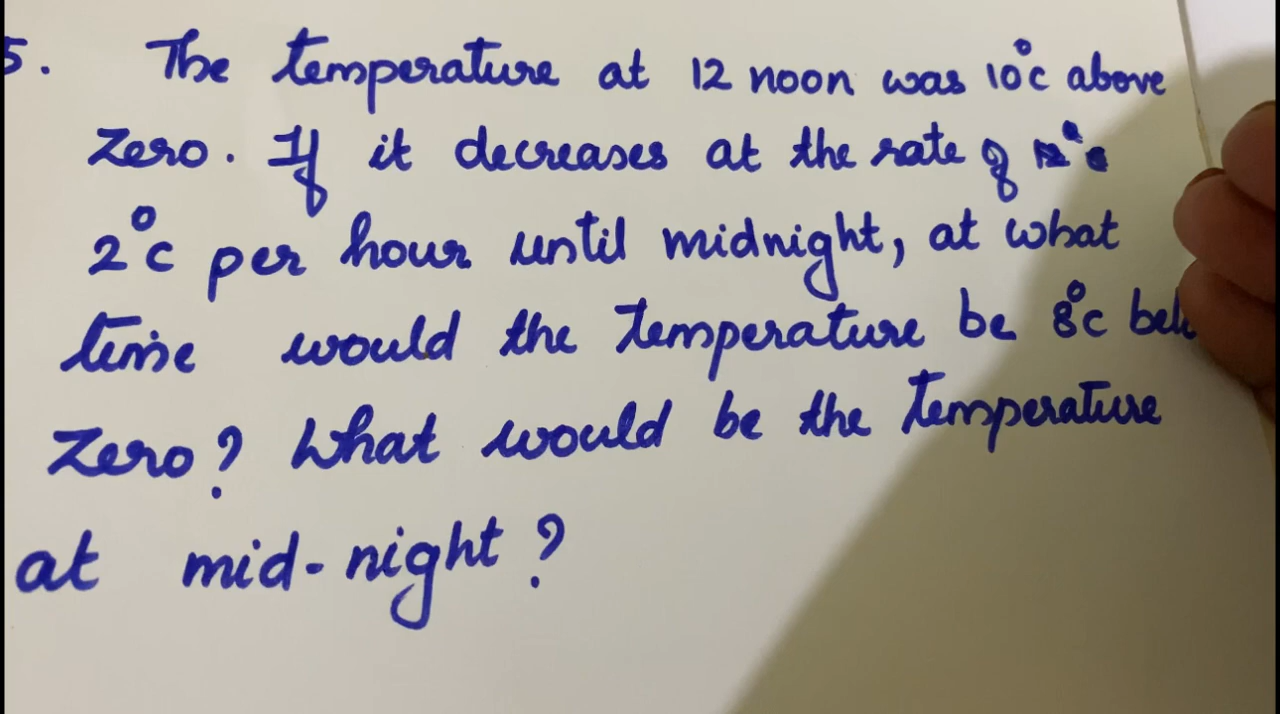 5. The temperature at 12 noon was 10°c above
Zero. If it decreases at the rate of
2°c per hour until midnight, at what
time would the temperature be 8°c
Zero? What would be the temperature
at mid-night?